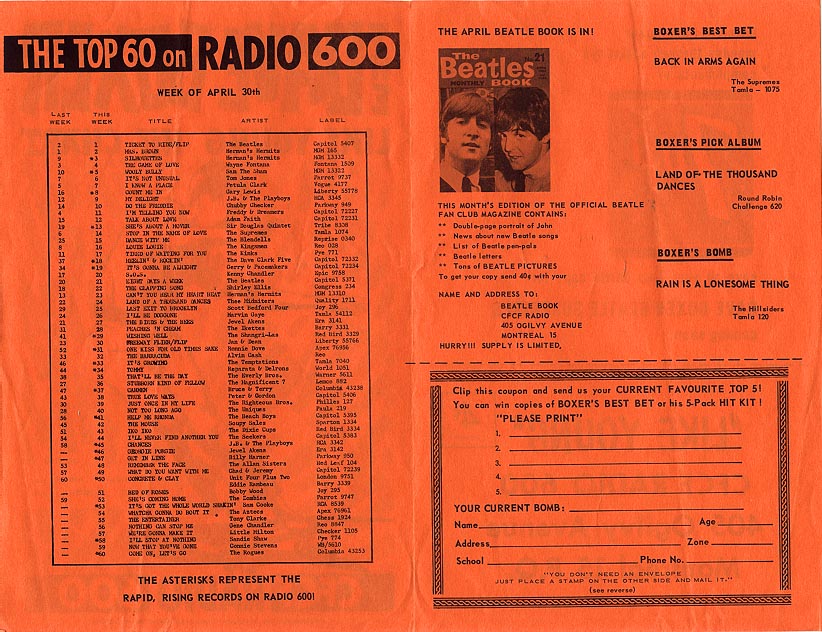 THE TOP 60 on RADIO 600
WEEK OF APRIL 30th
LAST WEEK THIS WEEK TITLE ARTIST LABEL
2 1 TICKET TO RIDE/FLIP The Beatles Capitol 5407
1 2 MRS. BROWN Herman's Hermits MGM 165
9 *3 SILHOUETTES Herman's Hermits MGM 13332
3 4 THE GAME OF LOVE Wayne Fontana Fontana 1509
10 *5 WOOLY BULLY Sam The Sham MGM 13322
7 6 IT'S NOT UNUSUAL Tom Jones Parrot 9737
5 7 I KNOW A PLACE Petula Clark Vogue 4177
16 *8 COUNT ME IN Gary Lewis Liberty 55778
12 9 MY DELIGHT J.B. & The Playboys RCA 3345
14 10 DO THE FREDDIE Chubby Checker Parkway 949
4 11 I'M TELLING YOU NOW Freddy & Dreamers Capitol 72227
15 12 TALK ABOUT LOVE Adam Faith Capitol 72231
19 *13 SHE'S ABOUT A MOVER Sir Douglas Quintet Tribe 8308
6 14 STOP IN THE NAME OF LOVE The Supremes Tamla 1074
25 15 DANCE WITH ME The Blendells Reprise 0340
8 16 LOUIE LOUIE The Kingsmen Reo 028
11 17 TIRED OF WAITING FOR YOU The Kinks Pye 771
37 *18 REELIN' & ROCKIN' The Dave Clark Five Capitol 72232
34 *19 IT'S GONNA BE ALRIGHT Gerry & Pacemakers Capitol 72234
17 20 S.O.S. Kenny Chandler Epic 9758
20 21 EIGHT DAYS A WEEK The Beatles Capitol 5371
18 22 THE CLAPPING SONG Shirley Ellis Congress 234
13 23 CAN'T YOU HEAR MY HEART BEAT Herman's Hermits MGM 13310
22 24 LAND OF A THOUSAND DANCES Thee Midniters Quality 1711
29 25 LAST EXIT TO BROOKLYN Scott Bedford Four Joy 296
24 26 I'LL BE DOGGONE Marvin Gaye Tamla 54112
21 27 THE BIRDS & THE BEES Jewel Akens Era 3141
31 28 PEACHES 'N CREAM The Ikettes Barry 3331
41 *29 WISHING WELL The Shangri-Las Red Bird 3329
23 30 FREEWAY FLIER/FLIP Jan & Dean Liberty 55766
52 *31 ONE KISS FOR OLD TIMES SAKE Ronnie Dove Apex 76956
33 32 THE BARRACUDA Alvin Cash Reo
46 *33 IT'S GROWING The Temptations Tamla 7040
44 *34 TOMMY Reparata & Delrons World 1051
38 35 THAT'LL BE THE DAY The Everly Bros. Warner 5611
27 36 STUBBORN KIND OF FELLOW The Magnificent 7 Lemco 882
47 *37 CARMEN Bruce & Terry Columbia 43238
43 38 TRUE LOVE WAYS Peter & Gordon Capitol 5406
30 39 JUST ONCE IN MY LIFE The Righteous Bros. Philles 127
28 40 NOT TOO LONG AGO The Uniques Paula 219
56 *41 HELP ME RHONDA The Beach Boys Capitol 5395
45 42 THE MOUSE Soupy Sales Spartan 1334
51 43 IKO IKO The Dixie Cups Red Bird 3334
54 44 I'LL NEVER FIND ANOTHER YOU The Seekers Capitol 5383
58 *45 CHANCES J.B. & The Playboys RCA 3342
— *46 GEORGIE PORGIE Jewel Akens Era 3142
— *47 GET IN LINE Billy Harner Parkway 950
53 48 REMEMBER THE FACE The Allan Sisters Red Leaf 104
57 49 WHAT DO YOU WANT WITH ME Chad & Jeremy Capitol 72239
60 *50 CONCRETE & CLAY Unit Four Plus Two London 9751
Eddie Rambeau Barry 3339
— 51 BED OF ROSES Bobby Wood Joy 295
59 52 SHE'S COMING HOME The Zombies Parrot 9747
— *53 IT'S GOT THE WHOLE WORLD SHAKIN' Sam Cooke RCA 8539
— 54 WHATCHA GONNA DO BOUT IT The Aztecs Apex 76961
— 55 THE ENTERTAINER Tony Clarke Chess 1924
— 56 NOTHING CAN STOP ME Gene Chandler Reo 8847
— 57 WE'RE GONNA MAKE IT Little Milton Checker 1105
— *58 I'LL STOP AT NOTHING Sandie Shaw Pye 774
— 59 NOW THAT YOU'VE GONE Connie Stevens WB/5610
— *60 COME ON, LET'S GO The Rogues Columbia 43253
THE ASTERISKS REPRESENT THE
RAPID, RISING RECORDS ON RADIO 600!
THE APRIL BEATLE BOOK IS IN!
The Beatles
MONTHLY BOOK
No. 21
THIS MONTH'S EDITION OF THE OFFICIAL BEATLE
FAN CLUB MAGAZINE CONTAINS:
** Double-page portrait of John
** News about new Beatle songs
** List of Beatle pen-pals
** Beatle letters
** Tons of BEATLE PICTURES
To get your copy send 40¢ with your
NAME AND ADDRESS TO:
BEATLE BOOK
CFCF RADIO
405 OGILVY AVENUE
MONTREAL 15
HURRY!!! SUPPLY IS LIMITED.
BOXER'S BEST BET
BACK IN ARMS AGAIN
The Supremes
Tamla - 1075
BOXER'S PICK ALBUM
LAND OF THE THOUSAND
DANCES
Round Robin
Challenge 620
BOXER'S BOMB
RAIN IS A LONESOME THING
The Hillsiders
Tamla 120
Clip this coupon and send us your CURRENT FAVOURITE TOP 5!
You can win copies of BOXER'S BEST BET or his 5-Pack HIT KIT!
"PLEASE PRINT"
1.
2.
3.
4.
5.
YOUR CURRENT BOMB:
Name Age
Address Zone
School Phone No.
"YOU DON'T NEED AN ENVELOPE
JUST PLACE A STAMP ON THE OTHER SIDE AND MAIL IT."
(see reverse)